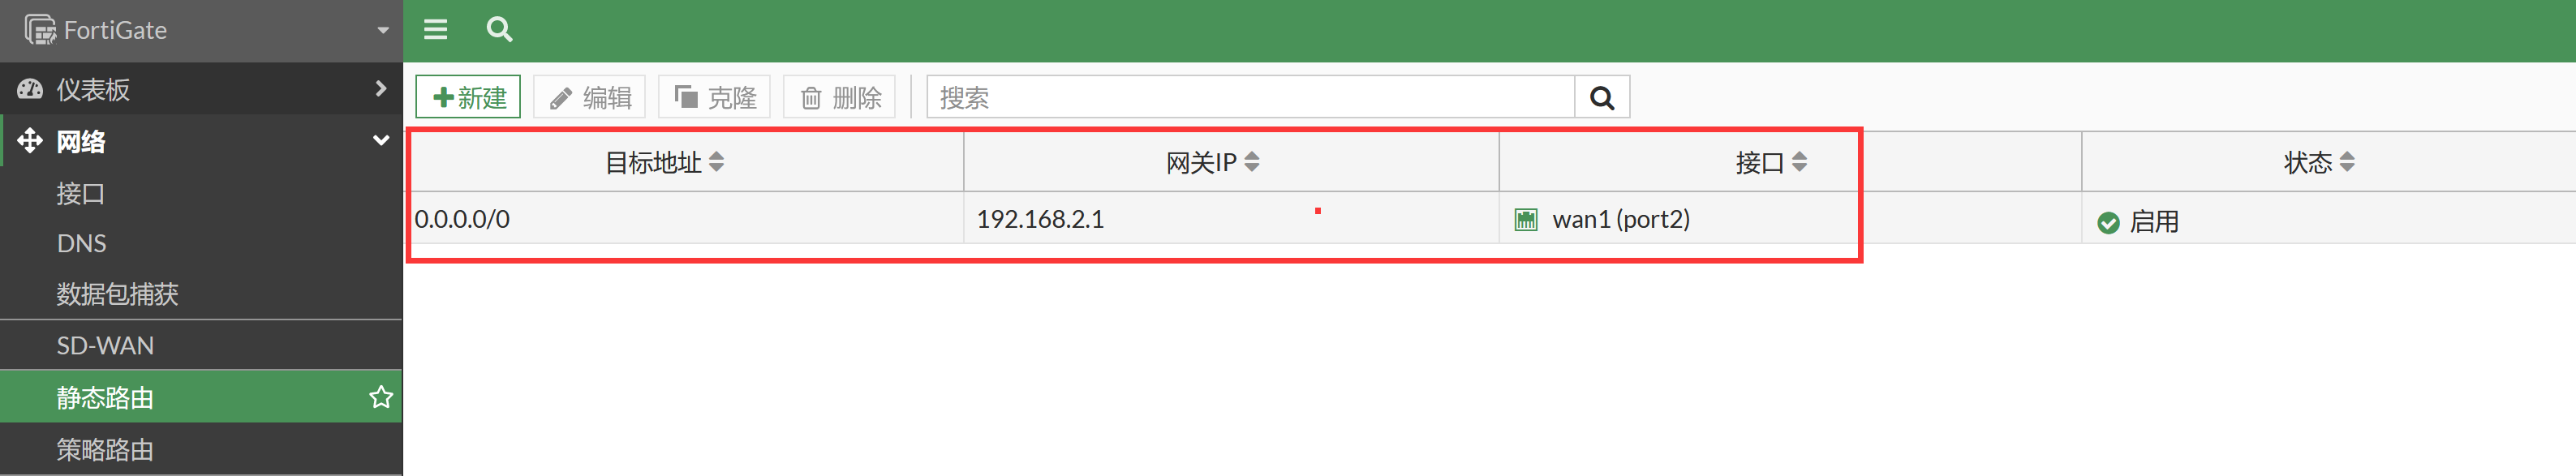 FortiGate
仪表板
网络
接口
DNS
数据包捕获
SD-WAN
静态路由
策略路由
新建 编辑 克隆 删除 搜索
目标地址 网关IP 接口 状态
0.0.0.0/0 192.168.2.1 wan1 (port2) 启用